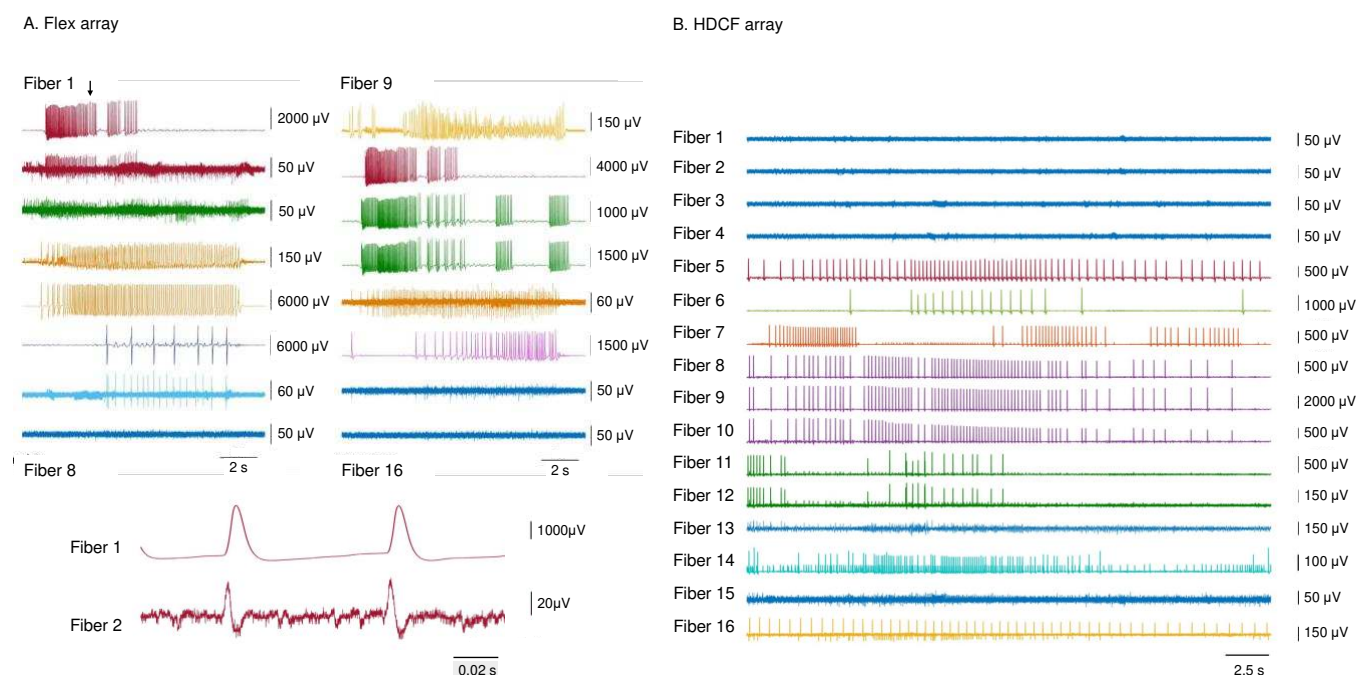 A. Flex array
Fiber 1
2000 µV
50 µV
50 µV
150 µV
6000 µV
6000 µV
60 µV
50 µV
2 s
Fiber 8
Fiber 9
150 µV
4000 µV
1000 µV
1500 µV
60 µV
1500 µV
50 µV
50 µV
2 s
Fiber 16
Fiber 1
1000µV
Fiber 2
20µV
0.02 s
B. HDCF array
Fiber 1 50 µV
Fiber 2 50 µV
Fiber 3 50 µV
Fiber 4 50 µV
Fiber 5 500 µV
Fiber 6 1000 µV
Fiber 7 500 µV
Fiber 8 500 µV
Fiber 9 2000 µV
Fiber 10 500 µV
Fiber 11 500 µV
Fiber 12 150 µV
Fiber 13 150 µV
Fiber 14 100 µV
Fiber 15 50 µV
Fiber 16 150 µV
2.5 s